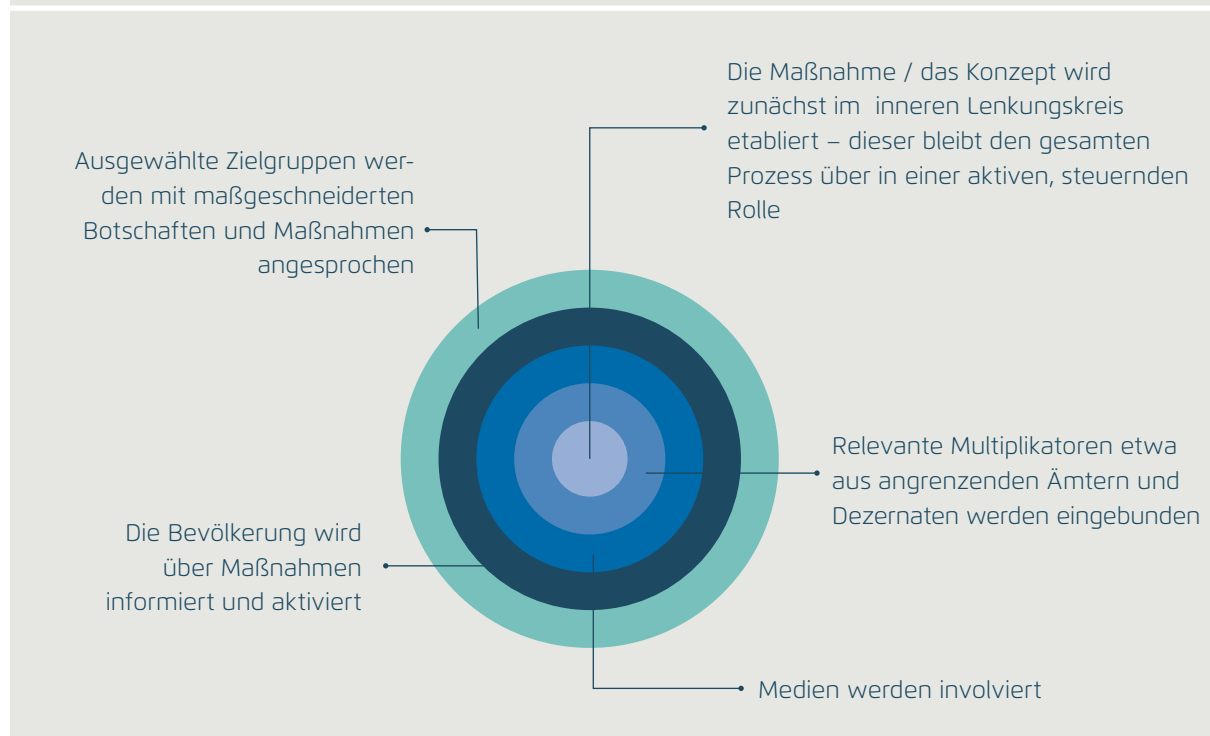 Die Maßnahme / das Konzept wird
zunächst im inneren Lenkungskreis
etabliert – dieser bleibt den gesamten
Prozess über in einer aktiven, steuernden
Rolle
Ausgewählte Zielgruppen wer-
den mit maßgeschneiderten
Botschaften und Maßnahmen
angesprochen
Relevante Multiplikatoren etwa
aus angrenzenden Ämtern und
Dezernaten werden eingebunden
Die Bevölkerung wird
über Maßnahmen
informiert und aktiviert
Medien werden involviert